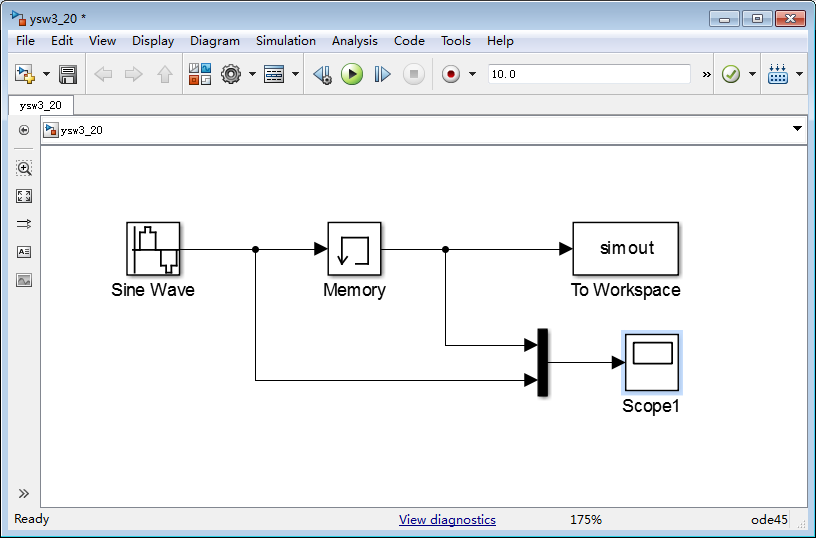 ysw3_20 *
File Edit View Display Diagram Simulation Analysis Code Tools Help
10.0 »
ysw3_20
ysw3_20
simout
Sine Wave Memory To Workspace
Scope1
Ready View diagnostics 175% ode45